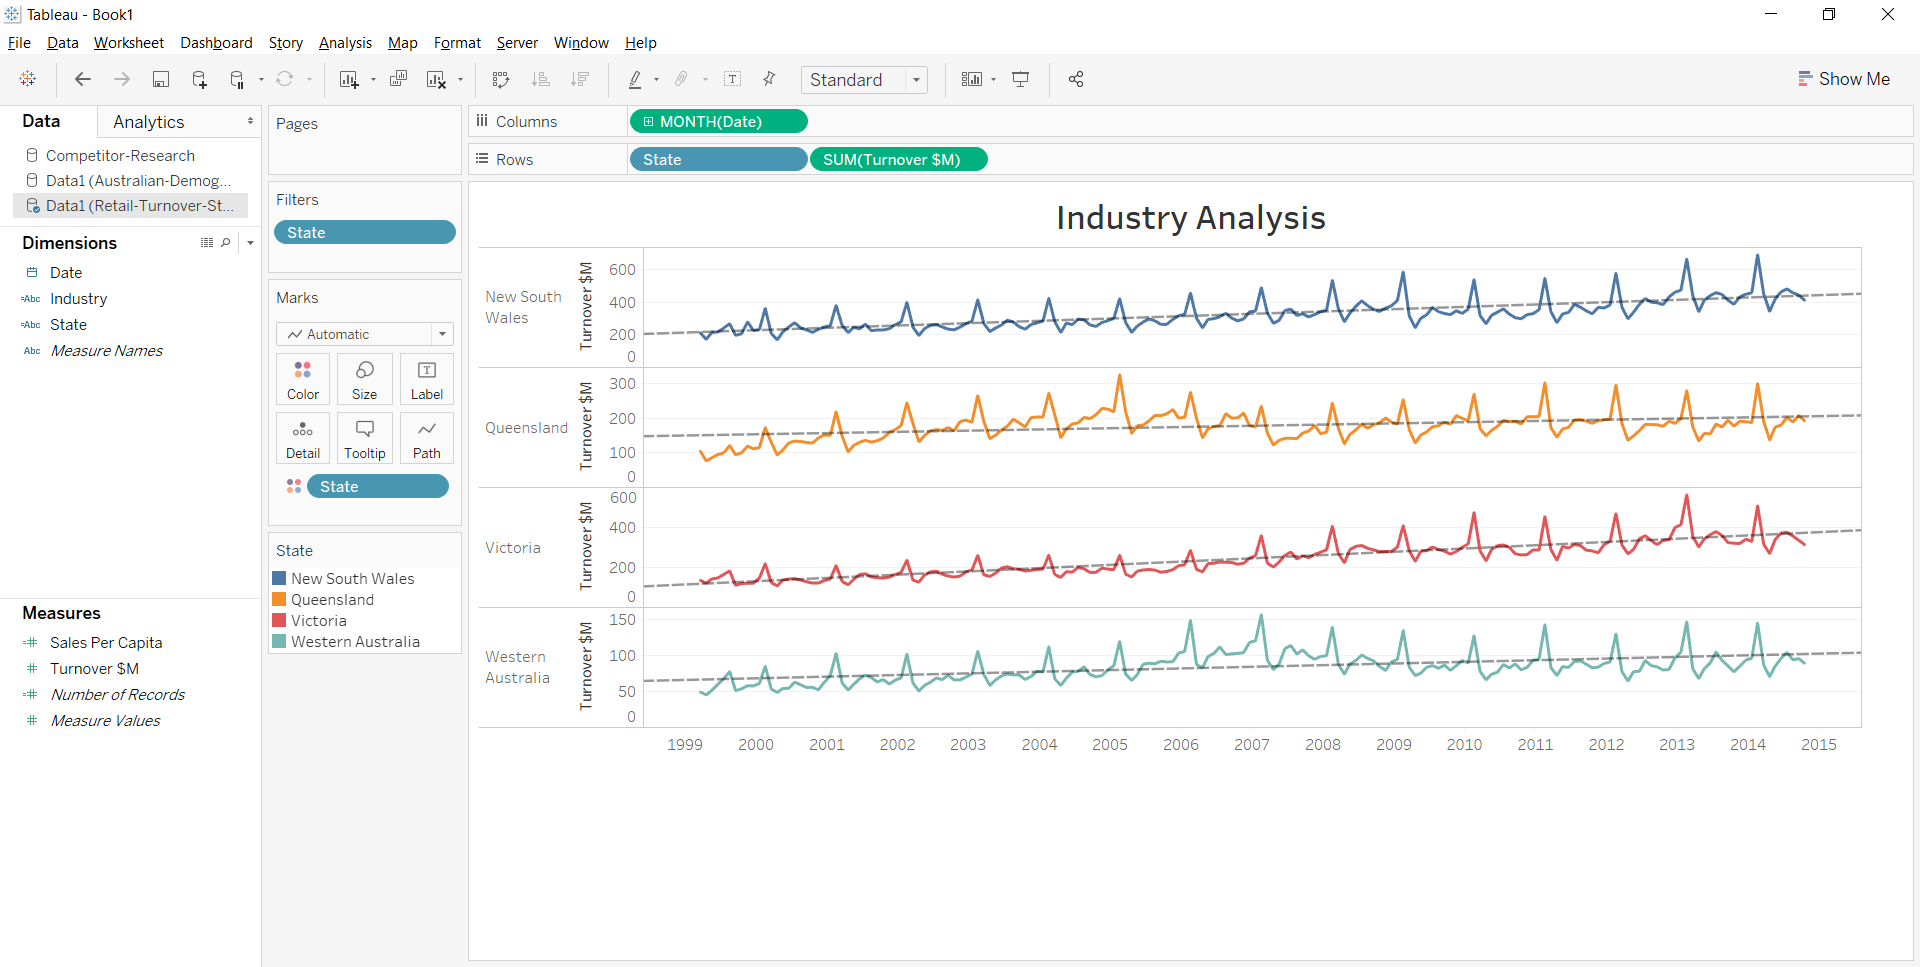 Tableau - Book1
File Data Worksheet Dashboard Story Analysis Map Format Server Window Help
Standard
Show Me
Data
Analytics
Competitor-Research
Data1 (Australian-Demog...
Data1 (Retail-Turnover-St...
Dimensions
Date
Abc Industry
Abc State
Abc Measure Names
Measures
Sales Per Capita
Turnover $M
Number of Records
Measure Values
Pages
Filters
State
Marks
Automatic
Color Size Label
Detail Tooltip Path
State
State
New South Wales
Queensland
Victoria
Western Australia
Columns
MONTH(Date)
Rows
State
SUM(Turnover $M)
Industry Analysis
New South
Wales
Turnover $M
600
400
200
0
Queensland
Turnover $M
300
200
100
0
Victoria
Turnover $M
600
400
200
0
Western
Australia
Turnover $M
150
100
50
0
1999 2000 2001 2002 2003 2004 2005 2006 2007 2008 2009 2010 2011 2012 2013 2014 2015